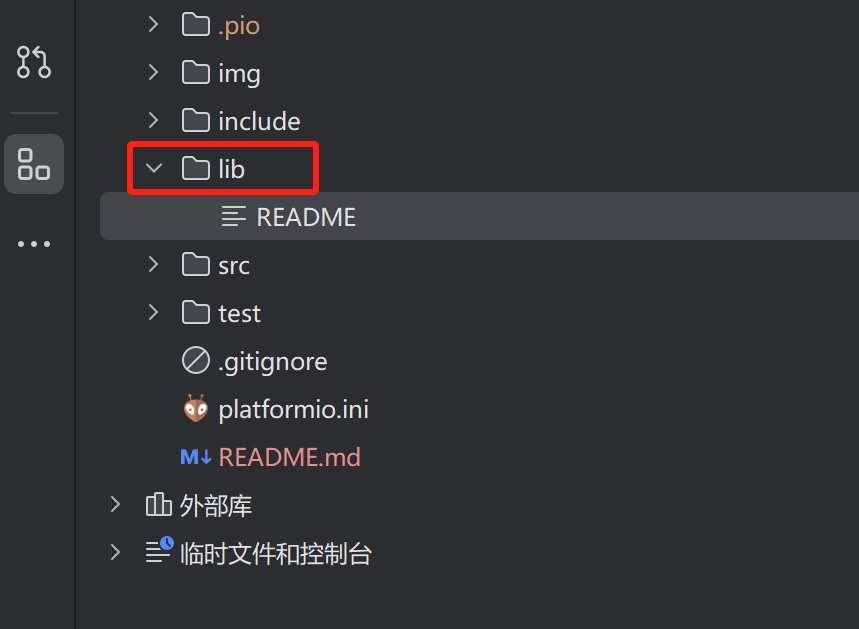 .pio
img
include
lib
README
src
test
.gitignore
platformio.ini
M↓ README.md
外部库
临时文件和控制台